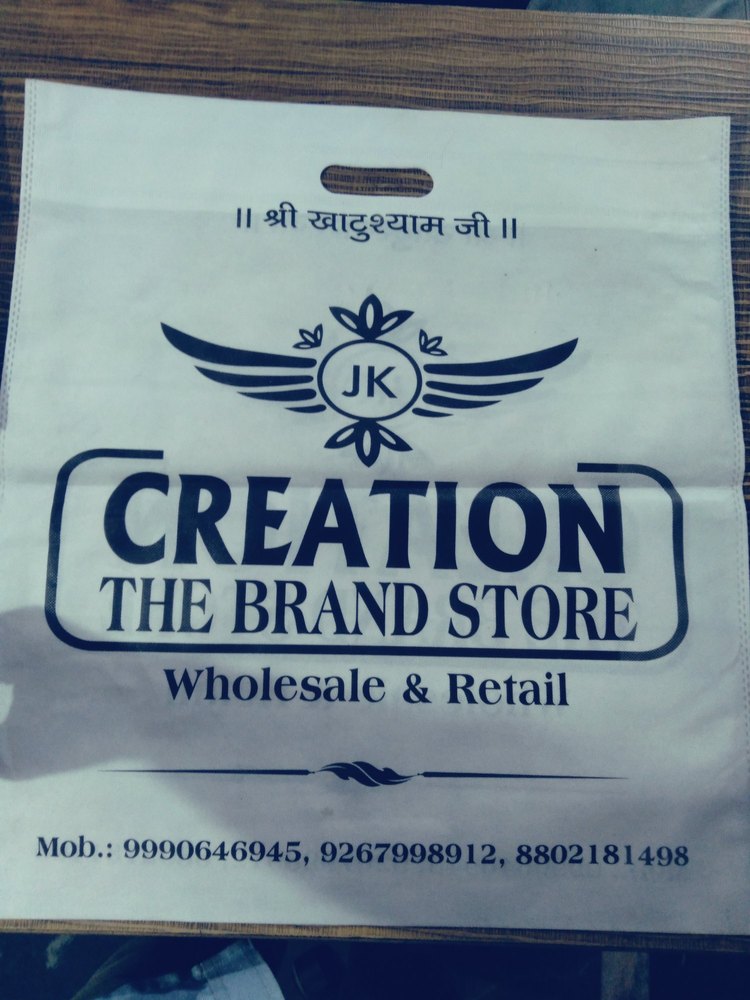 ॥ श्री खाटुश्याम जी ॥
JK
CREATION
THE BRAND STORE
Wholesale & Retail
Mob.: 9990646945, 9267998912, 8802181498